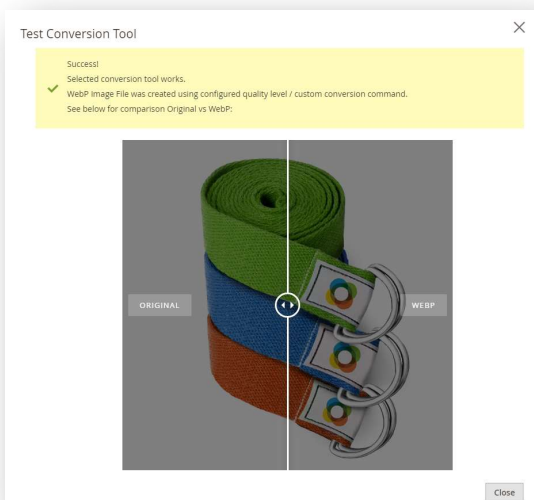 Test Conversion Tool
Success!
Selected conversion tool works.
WebP Image File was created using configured quality level / custom conversion command.
See below for comparison Original vs WebP:
ORIGINAL
WEBP
Close